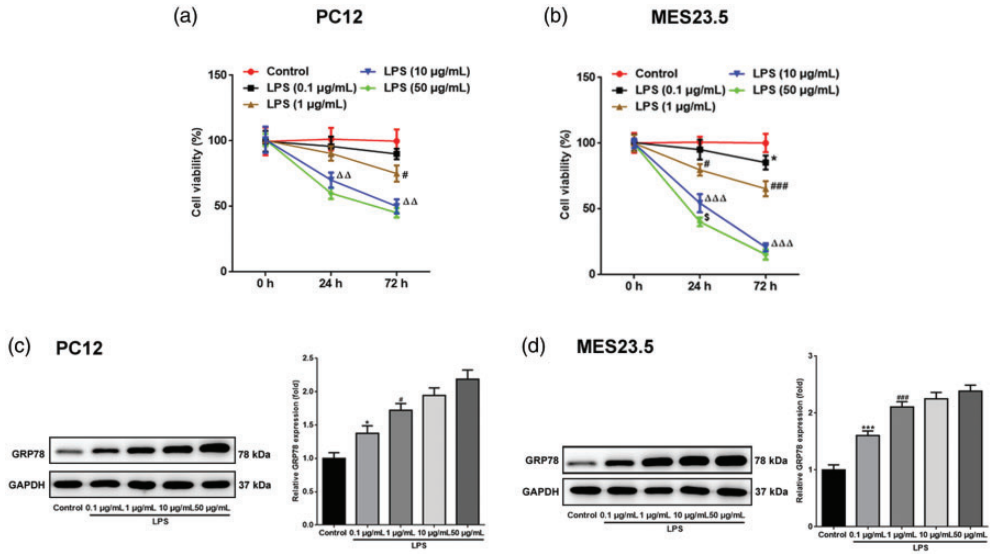 (a) PC12
Control
LPS (0.1 µg/mL)
LPS (1 µg/mL)
LPS (10 µg/mL)
LPS (50 µg/mL)
Cell viability (%)
150
100
50
0
ΔΔ
#
ΔΔ
0 h 24 h 72 h
(b) MES23.5
Control
LPS (0.1 µg/mL)
LPS (1 µg/mL)
LPS (10 µg/mL)
LPS (50 µg/mL)
Cell viability (%)
150
100
50
0
#
ΔΔΔ
$
*
###
ΔΔΔ
0 h 24 h 72 h
(c) PC12
GRP78 78 kDa
GAPDH 37 kDa
Control 0.1 µg/mL 1 µg/mL 10 µg/mL 50 µg/mL
LPS
Relative GRP78 expression (fold)
2.5
2.0
1.5
1.0
0.5
0.0
*
#
Control 0.1 µg/mL 1 µg/mL 10 µg/mL 50 µg/mL
LPS
(d) MES23.5
GRP78 78 kDa
GAPDH 37 kDa
Control 0.1 µg/mL 1 µg/mL 10 µg/mL 50 µg/mL
LPS
Relative GRP78 expression (fold)
3
2
1
0
***
###
Control 0.1 µg/mL 1 µg/mL 10 µg/mL 50 µg/mL
LPS